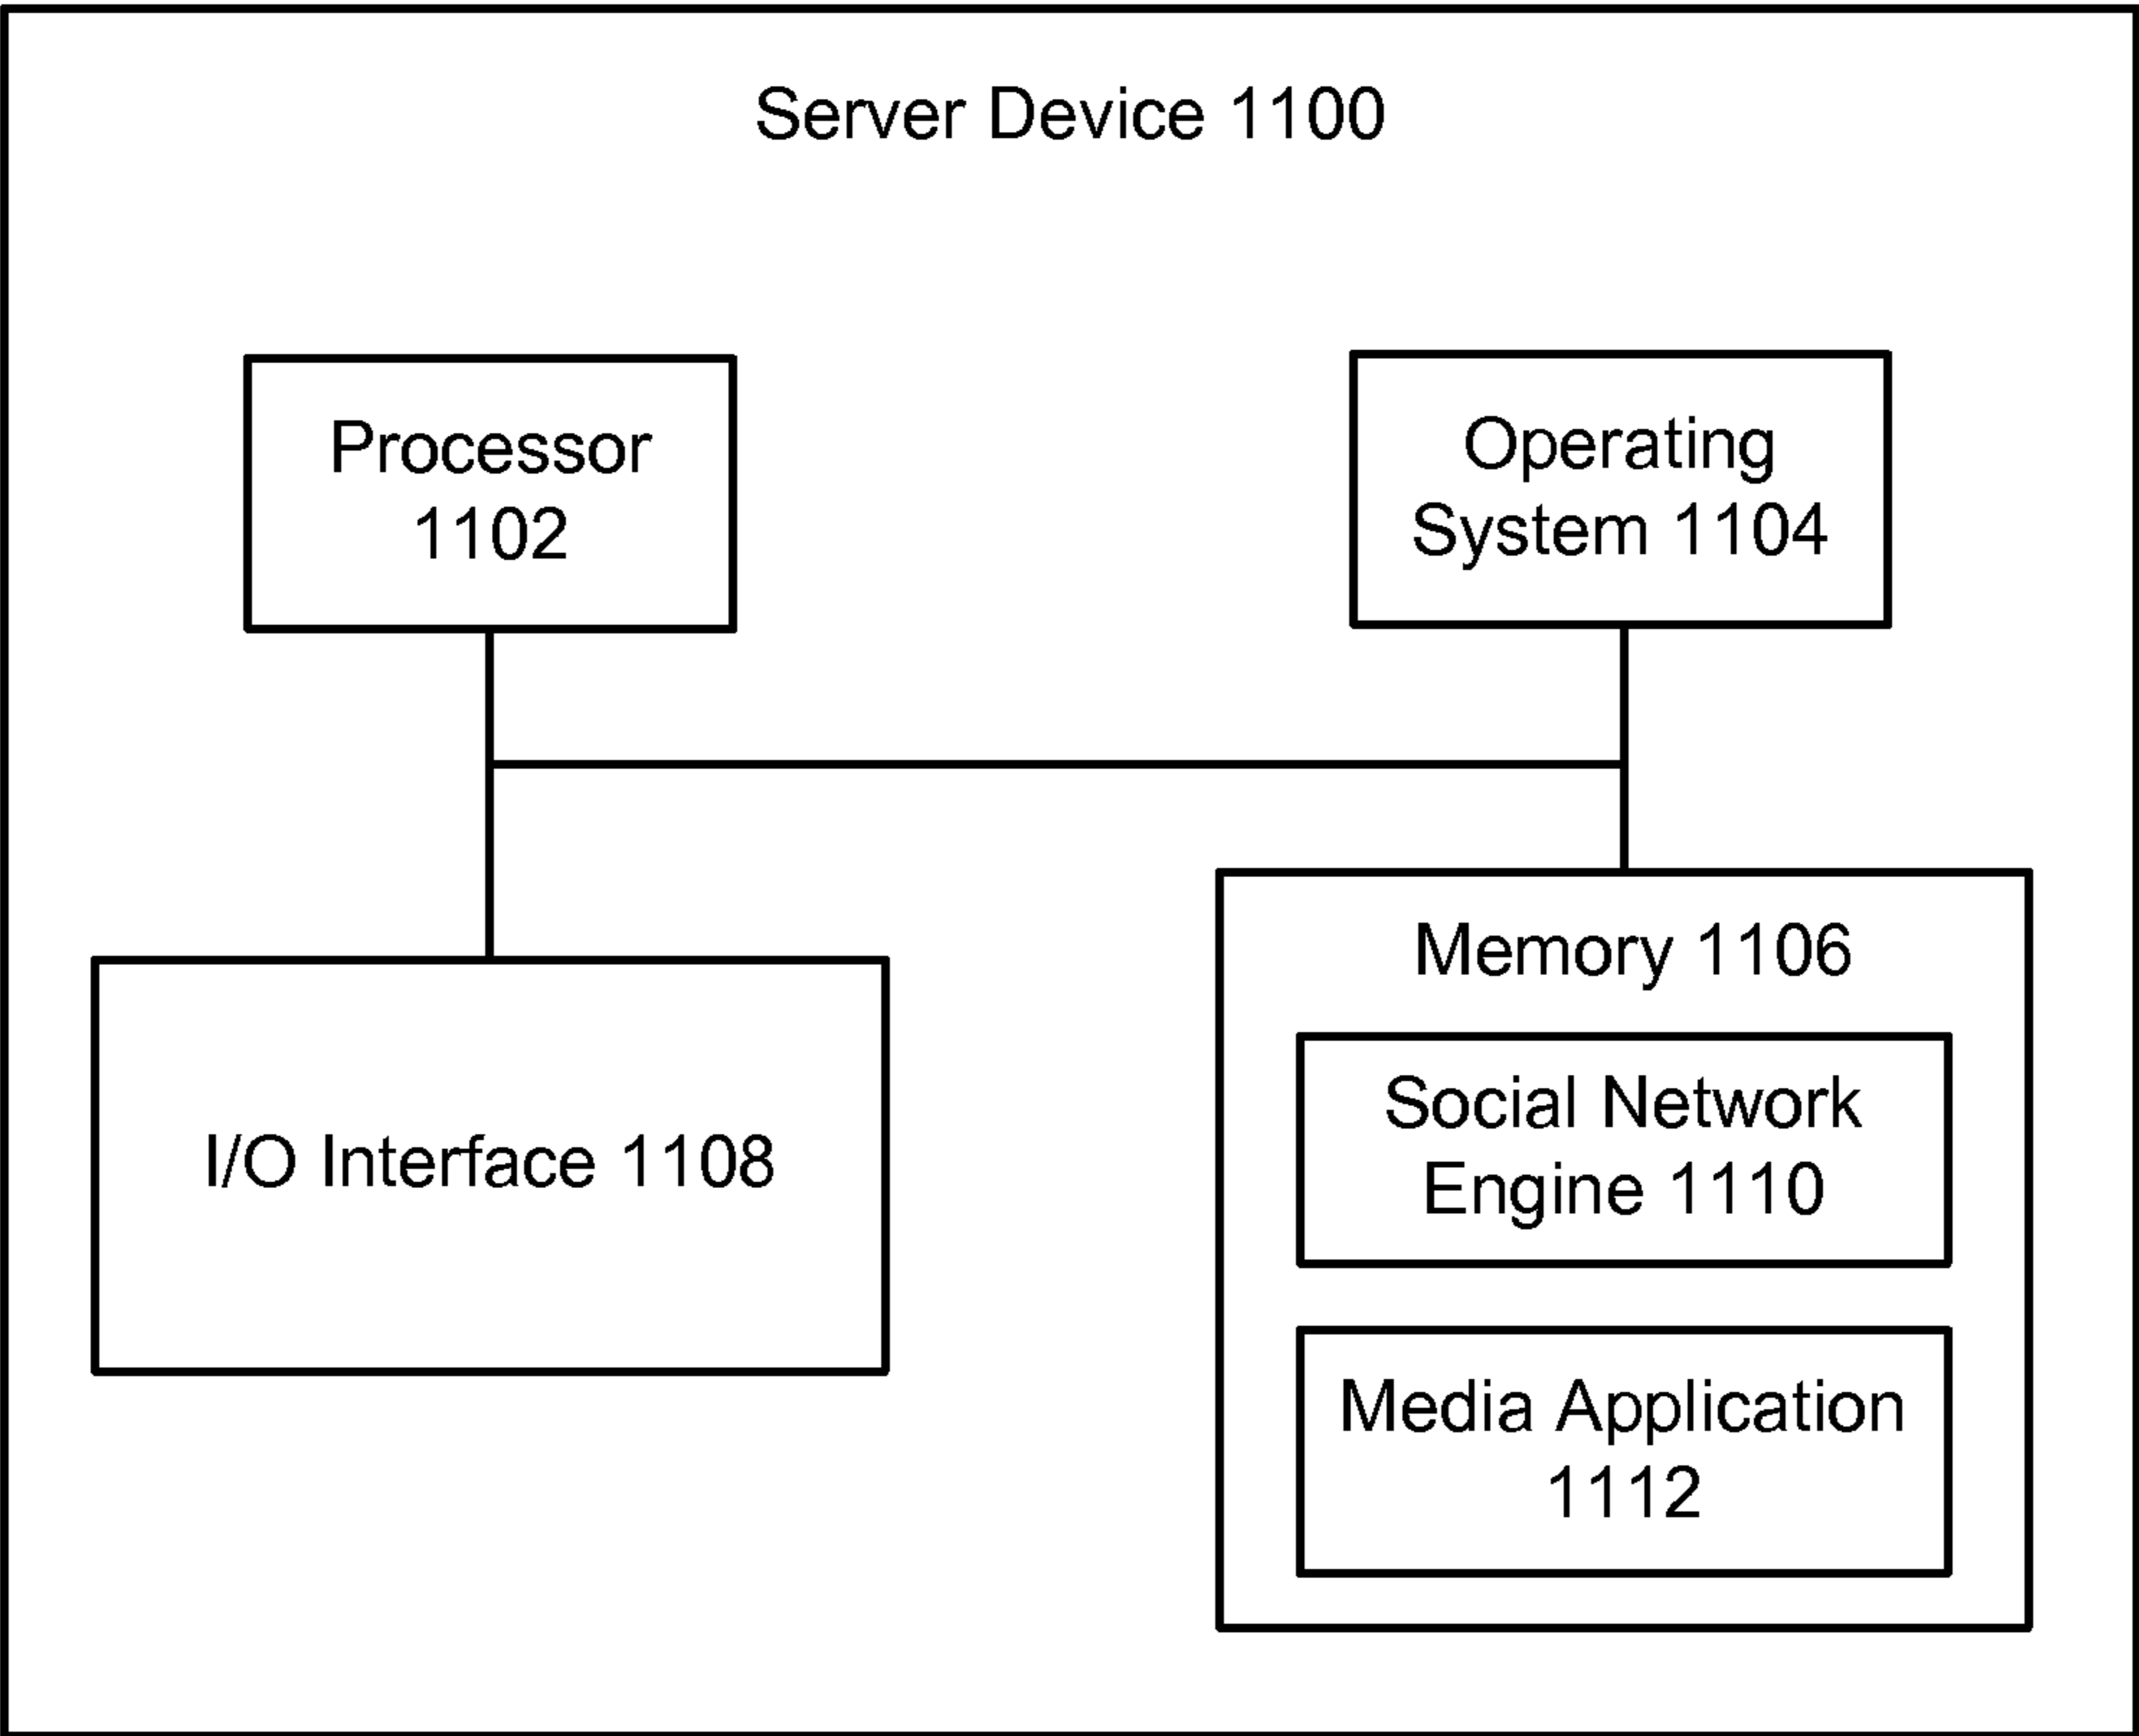 Server Device 1100
Processor
1102
Operating
System 1104
I/O Interface 1108
Memory 1106
Social Network
Engine 1110
Media Application
1112